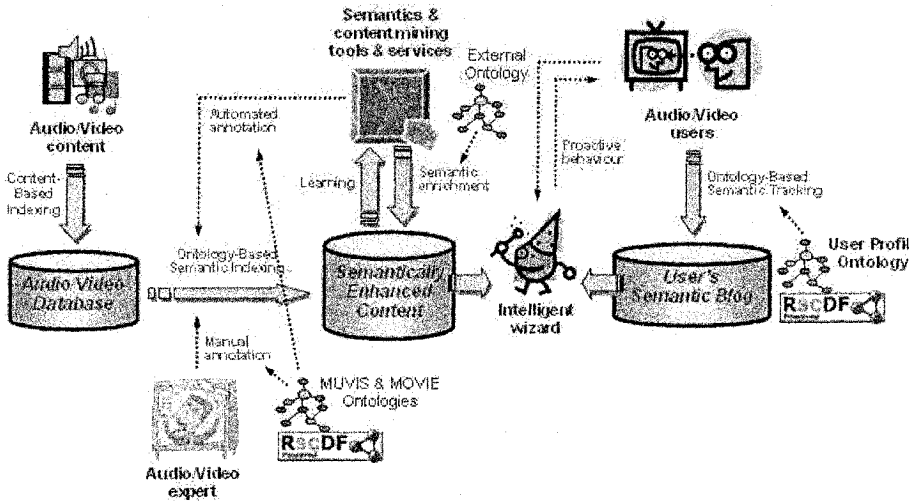 Semantics &
content mining
tools & services
External
Ontology
Audio/Video
content
Automated
annotation
Audio/Video
users
Proactive
behaviour
Content-
Based
Indexing
Learning
Semantic
enrichment
Ontology-Based
Semantic Tracking
User Profil
Ontology
Audio/Video
Database
Ontology-Based
Semantic Indexing
Semantically
Enhanced
Content
Intelligent
wizard
User's
Semantic Blog
RSCDF
Manual
annotation
MUVIS & MOVIE
Ontologies
RSCDF
Audio/Video
expert